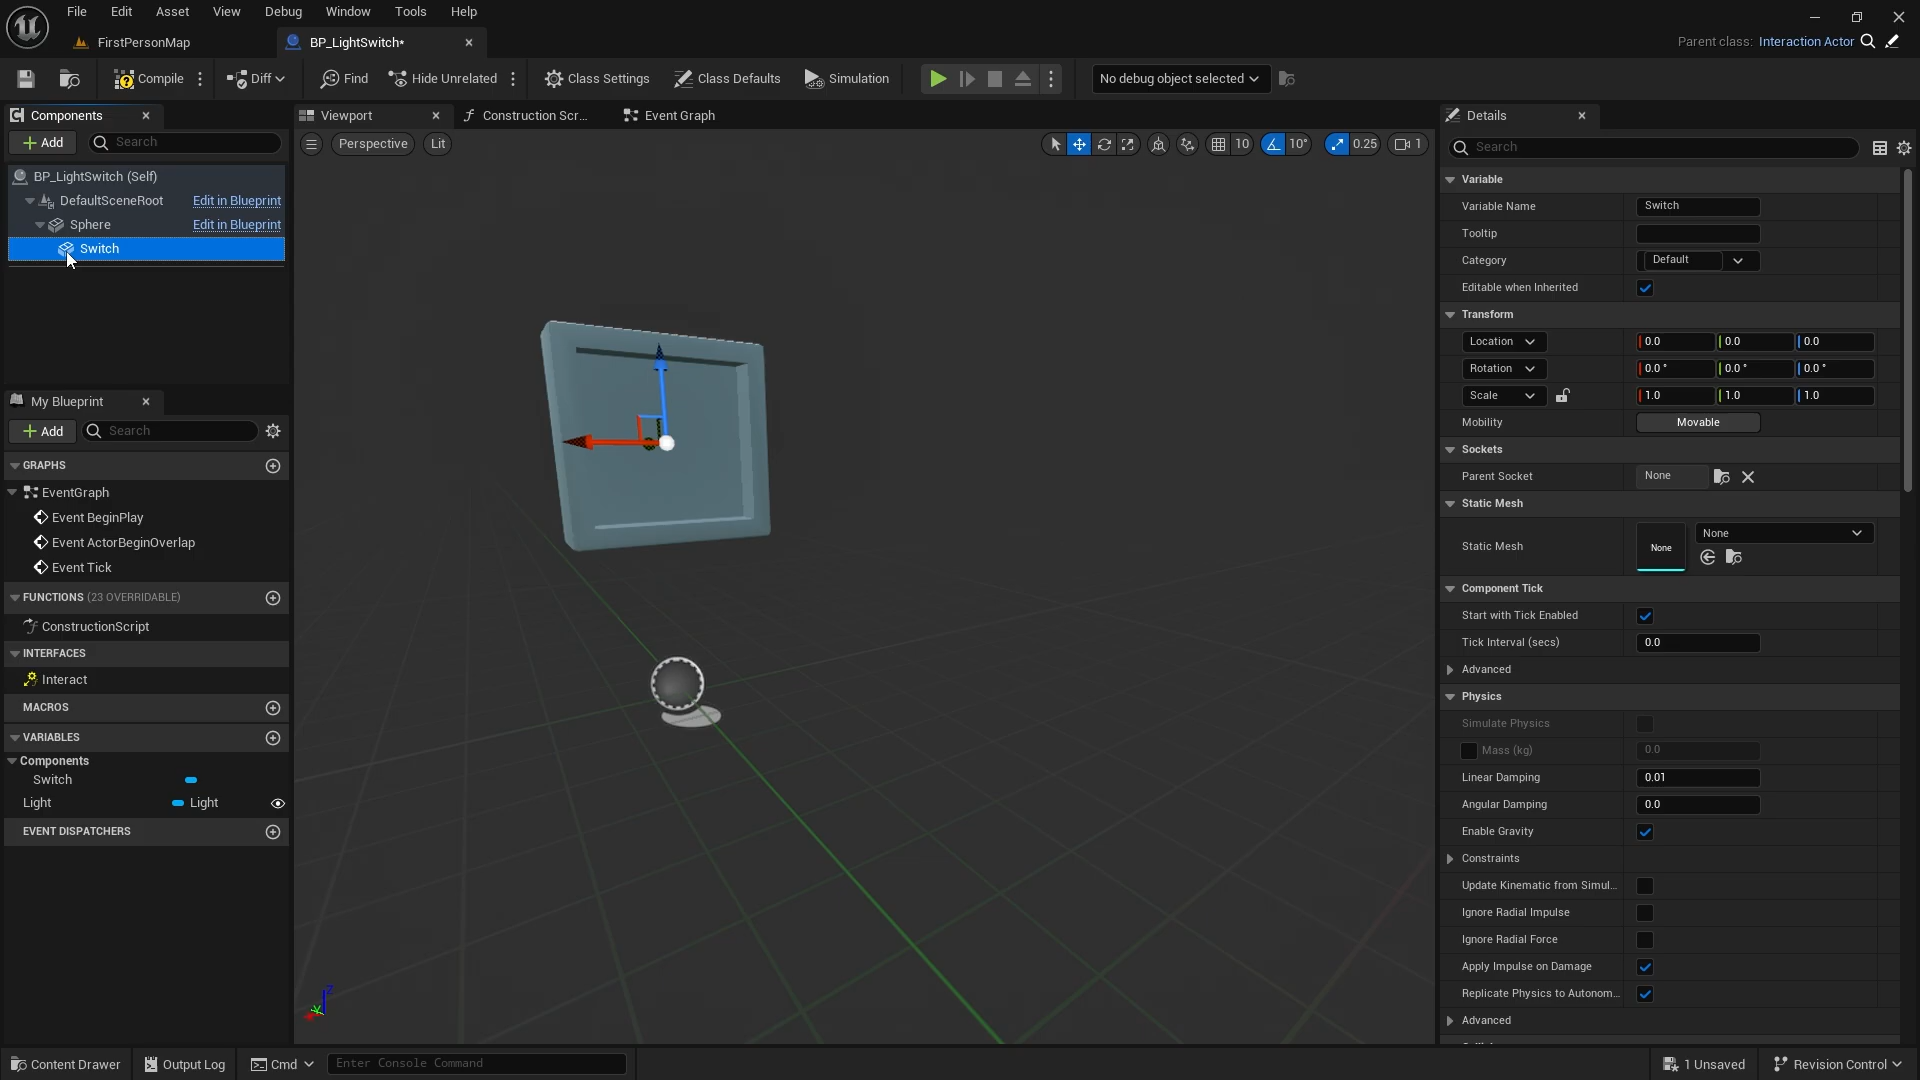 File Edit Asset View Debug Window Tools Help
FirstPersonMap
BP_LightSwitch*
Parent class: Interaction Actor
Compile
Diff
Find
Hide Unrelated
Class Settings
Class Defaults
Simulation
No debug object selected
Components
Add
Search
BP_LightSwitch (Self)
DefaultSceneRoot Edit in Blueprint
Sphere Edit in Blueprint
Switch
My Blueprint
Add
Search
GRAPHS
EventGraph
Event BeginPlay
Event ActorBeginOverlap
Event Tick
FUNCTIONS (23 OVERRIDABLE)
ConstructionScript
INTERFACES
Interact
MACROS
VARIABLES
Components
Switch
Light Light
EVENT DISPATCHERS
Viewport
Construction Scr...
Event Graph
Perspective
Lit
10
10°
0.25
1
Z
Y
Details
Search
Variable
Variable Name Switch
Tooltip
Category Default
Editable when Inherited
Transform
Location 0.0 0.0 0.0
Rotation 0.0 ° 0.0 ° 0.0 °
Scale 1.0 1.0 1.0
Mobility Movable
Sockets
Parent Socket None
Static Mesh
Static Mesh None None
Component Tick
Start with Tick Enabled
Tick Interval (secs) 0.0
Advanced
Physics
Simulate Physics
Mass (kg) 0.0
Linear Damping 0.01
Angular Damping 0.0
Enable Gravity
Constraints
Update Kinematic from Simul...
Ignore Radial Impulse
Ignore Radial Force
Apply Impulse on Damage
Replicate Physics to Autonom...
Advanced
Content Drawer
Output Log
Cmd
Enter Console Command
1 Unsaved
Revision Control